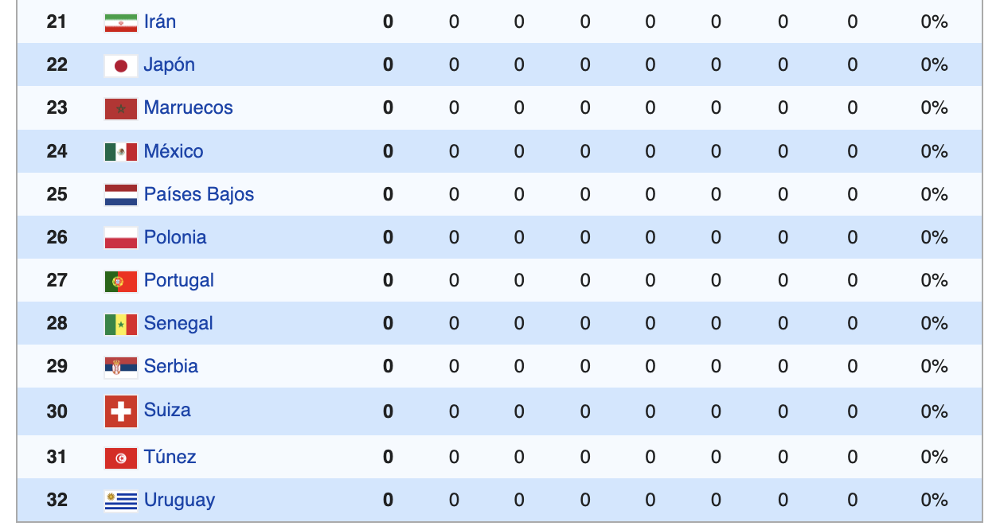 21 Irán 0 0 0 0 0 0 0 0 0%
22 Japón 0 0 0 0 0 0 0 0 0%
23 Marruecos 0 0 0 0 0 0 0 0 0%
24 México 0 0 0 0 0 0 0 0 0%
25 Países Bajos 0 0 0 0 0 0 0 0 0%
26 Polonia 0 0 0 0 0 0 0 0 0%
27 Portugal 0 0 0 0 0 0 0 0 0%
28 Senegal 0 0 0 0 0 0 0 0 0%
29 Serbia 0 0 0 0 0 0 0 0 0%
30 Suiza 0 0 0 0 0 0 0 0 0%
31 Túnez 0 0 0 0 0 0 0 0 0%
32 Uruguay 0 0 0 0 0 0 0 0 0%